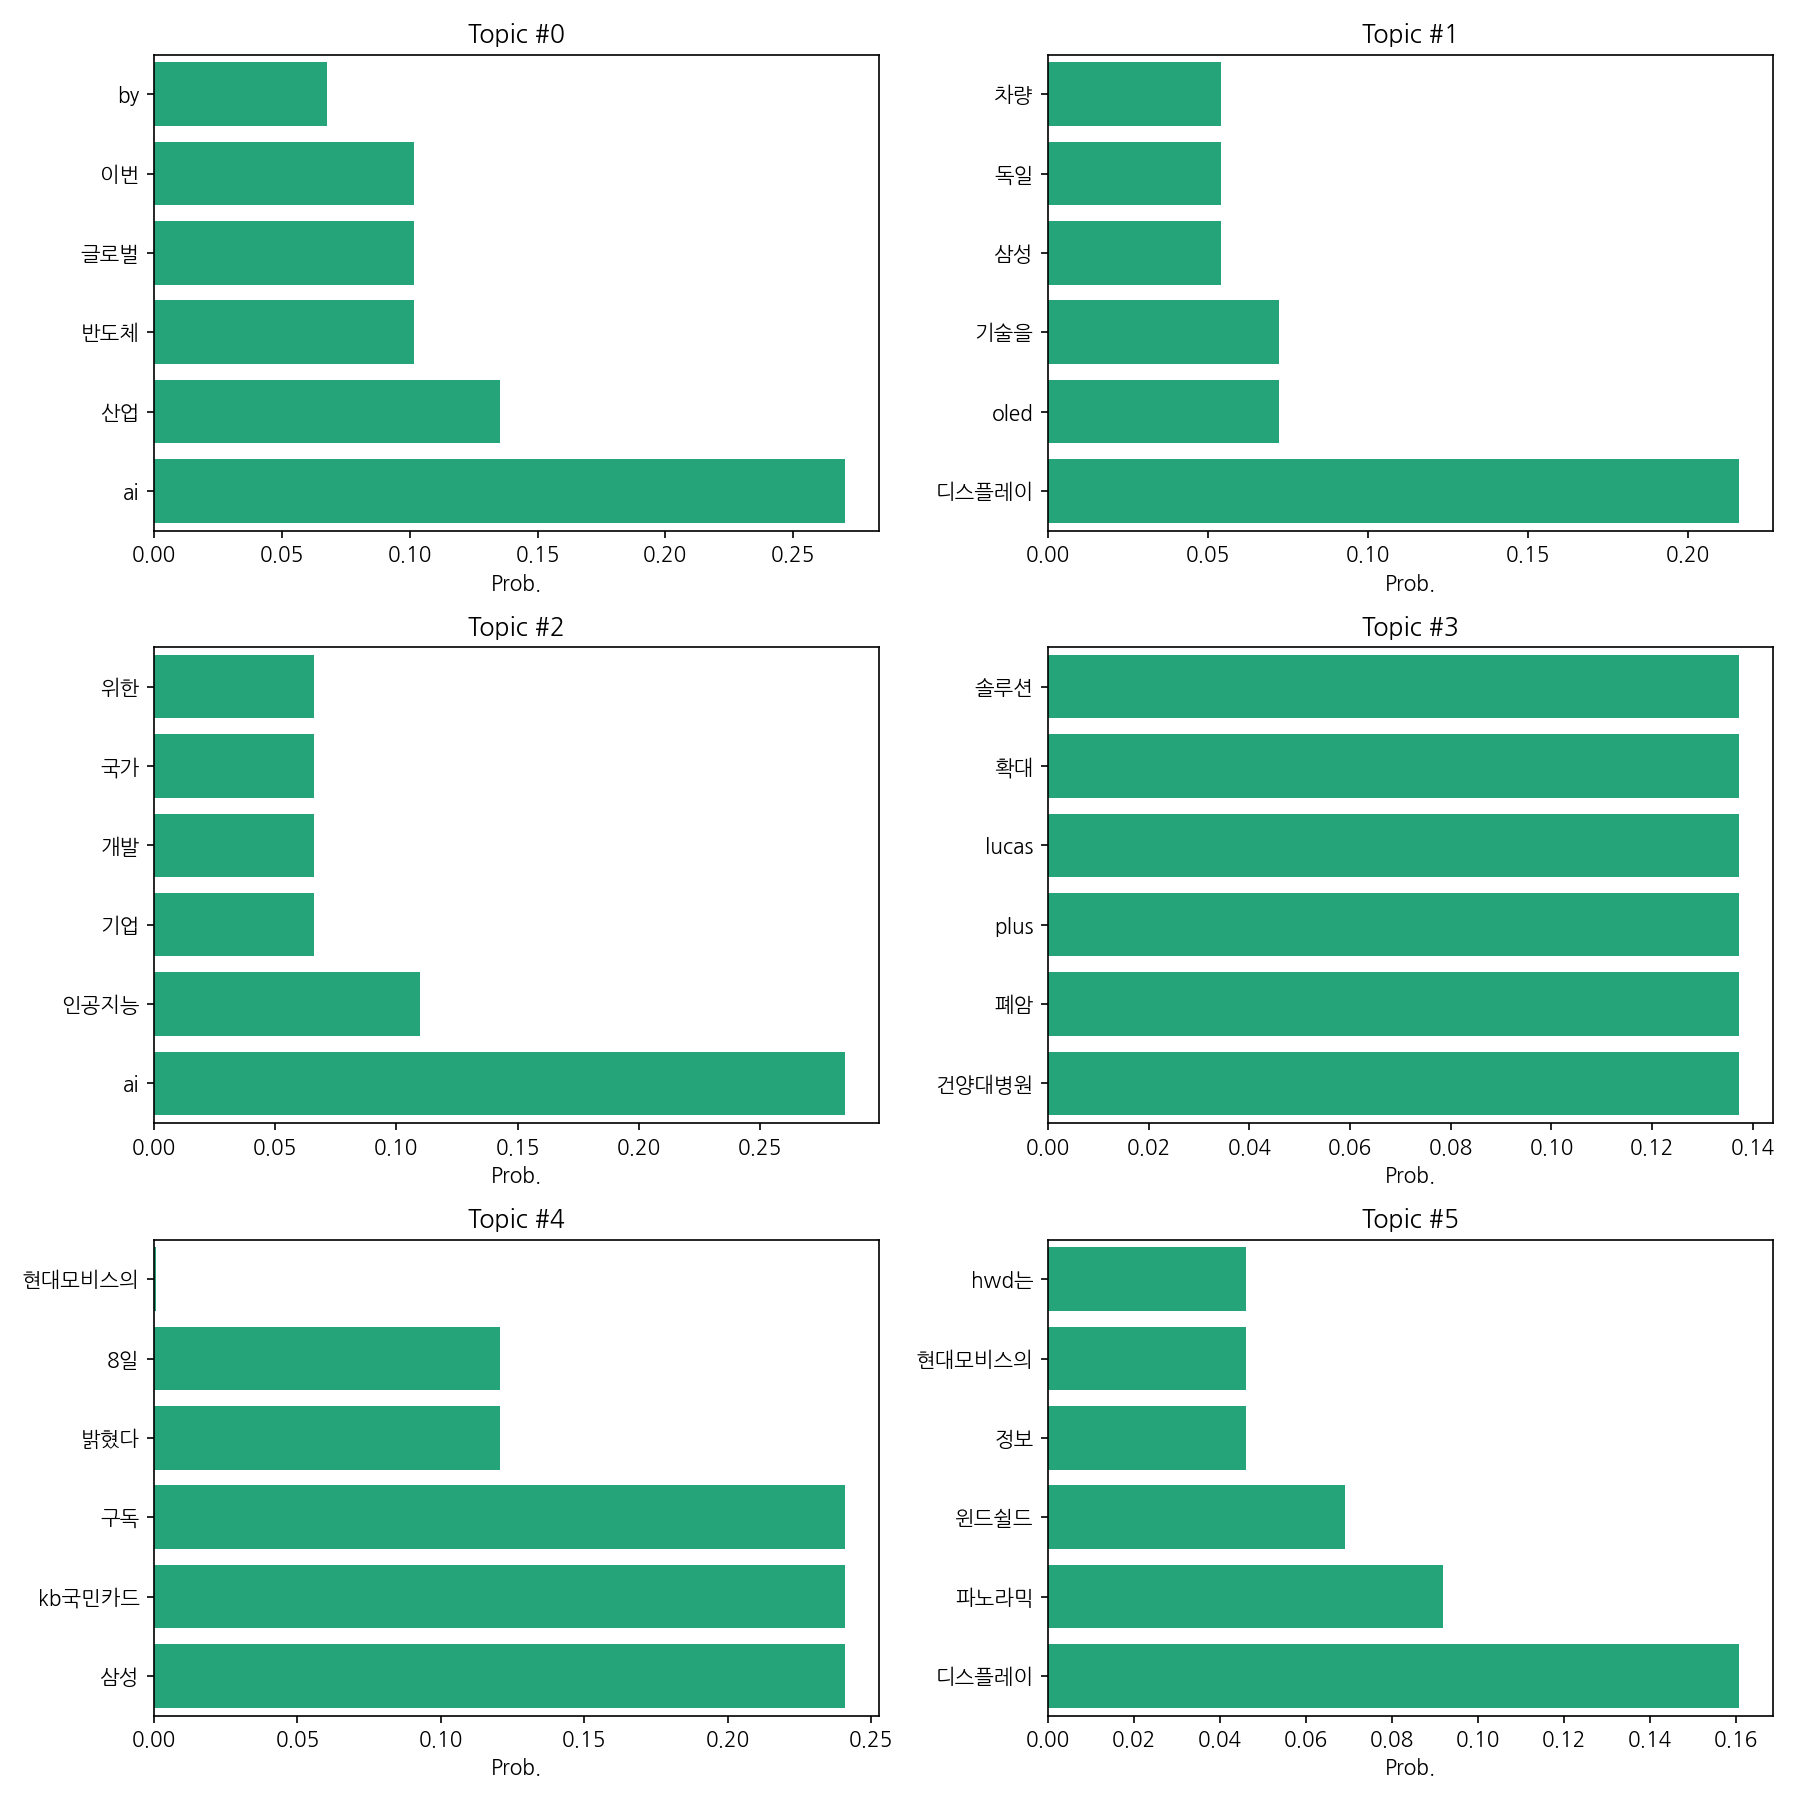 Topic #0
by
이번
글로벌
반도체
산업
ai
0.00 0.05 0.10 0.15 0.20 0.25
Prob.
Topic #1
차량
독일
삼성
기술을
oled
디스플레이
0.00 0.05 0.10 0.15 0.20
Prob.
Topic #2
위한
국가
개발
기업
인공지능
ai
0.00 0.05 0.10 0.15 0.20 0.25
Prob.
Topic #3
솔루션
확대
lucas
plus
폐암
건양대병원
0.00 0.02 0.04 0.06 0.08 0.10 0.12 0.14
Prob.
Topic #4
현대모비스의
8일
밝혔다
구독
kb국민카드
삼성
0.00 0.05 0.10 0.15 0.20 0.25
Prob.
Topic #5
hwd는
현대모비스의
정보
윈드쉴드
파노라믹
디스플레이
0.00 0.02 0.04 0.06 0.08 0.10 0.12 0.14 0.16
Prob.